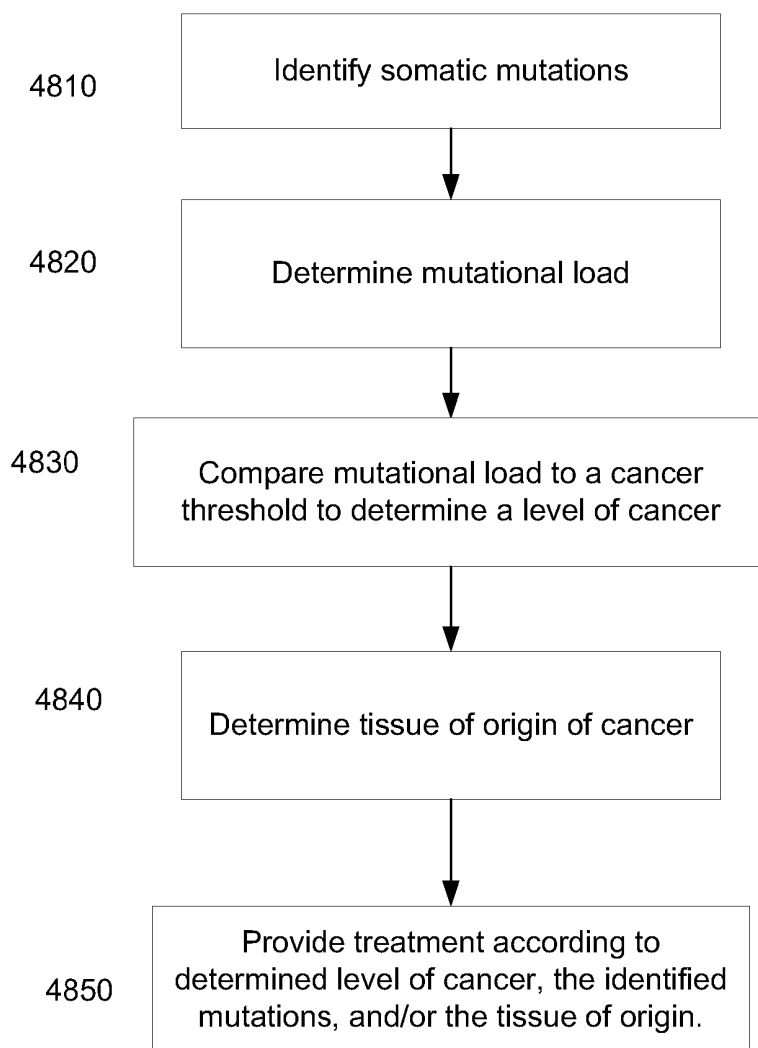 4810
Identify somatic mutations
4820
Determine mutational load
4830
Compare mutational load to a cancer
threshold to determine a level of cancer
4840
Determine tissue of origin of cancer
4850
Provide treatment according to
determined level of cancer, the identified
mutations, and/or the tissue of origin.